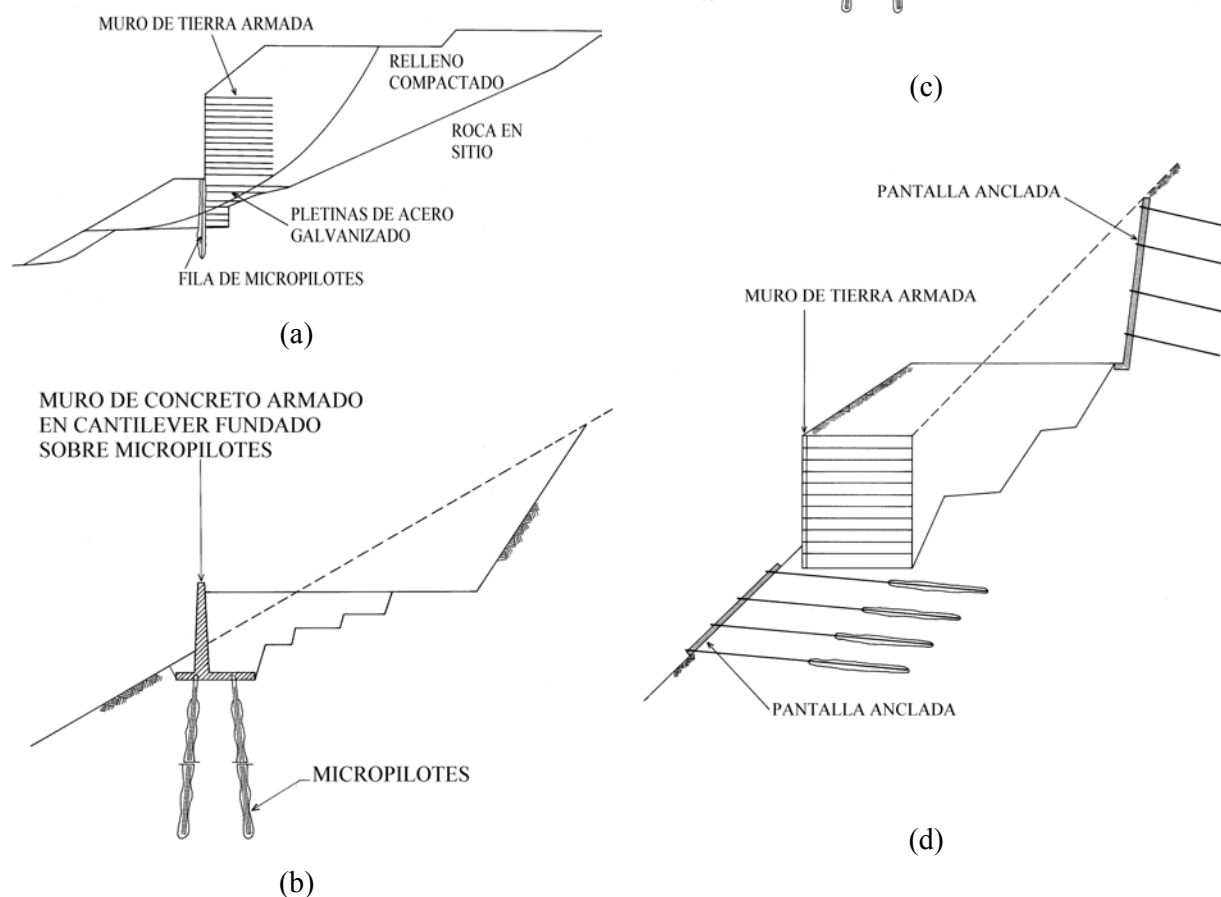 MURO DE TIERRA ARMADA
RELLENO
COMPACTADO
ROCA EN
SITIO
PLETINAS DE ACERO
GALVANIZADO
FILA DE MICROPILOTES
(a)
MURO DE CONCRETO ARMADO
EN CANTILEVER FUNDADO
SOBRE MICROPILOTES
MICROPILOTES
(b)
(c)
PANTALLA ANCLADA
MURO DE TIERRA ARMADA
PANTALLA ANCLADA
(d)